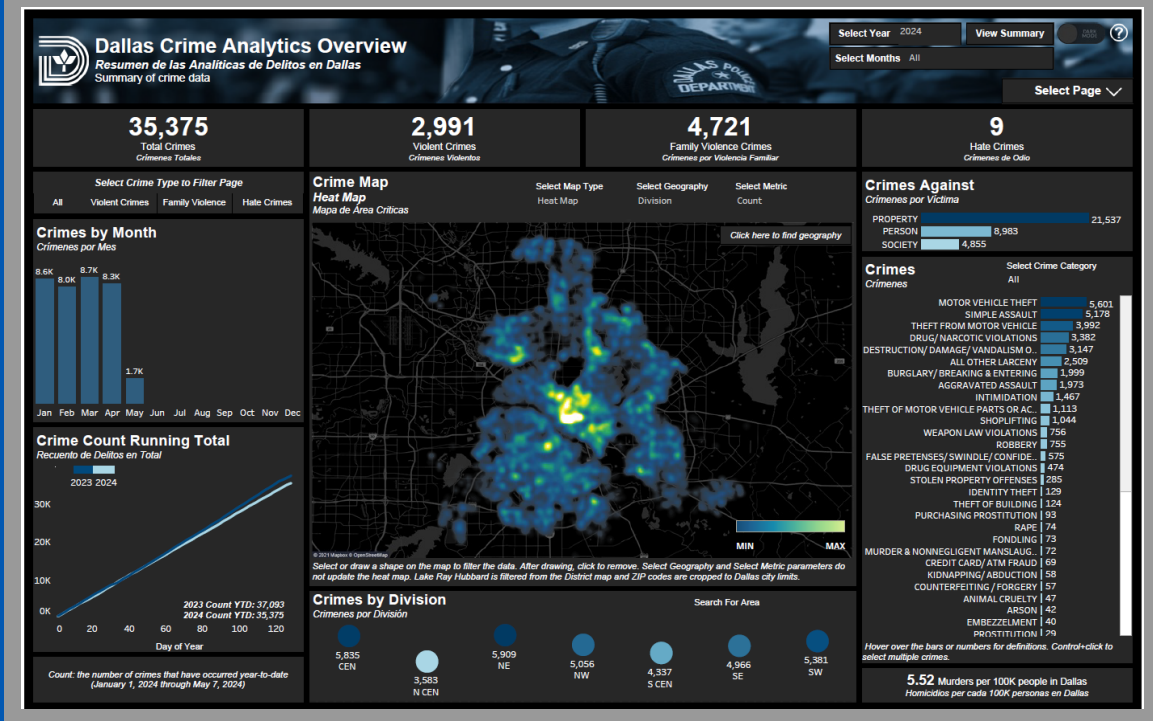 Dallas Crime Analytics Overview
Resumen de las Analíticas de Delitos en Dallas
Summary of crime data
Select Year 2024
View Summary
DARK MODE
?
Select Months All
DALLAS POLICE
DEPARTMENT
Select Page
35,375
Total Crimes
Crímenes Totales
2,991
Violent Crimes
Crímenes Violentos
4,721
Family Violence Crimes
Crímenes por Violencia Familiar
9
Hate Crimes
Crímenes de Odio
Select Crime Type to Filter Page
All Violent Crimes Family Violence Hate Crimes
Crimes by Month
Crímenes por Mes
8.6K 8.0K 8.7K 8.3K 1.7K
Jan Feb Mar Apr May Jun Jul Aug Sep Oct Nov Dec
Crime Count Running Total
Recuento de Delitos en Total
2023 2024
30K
20K
10K
0K
2023 Count YTD: 37,093
2024 Count YTD: 35,375
0 20 40 60 80 100 120
Day of Year
Count: the number of crimes that have occurred year-to-date
(January 1, 2024 through May 7, 2024)
Crime Map
Heat Map
Mapa de Área Criticas
Select Map Type
Heat Map
Select Geography
Division
Select Metric
Count
Click here to find geography
MIN MAX
© 2021 Mapbox © OpenStreetMap
Select or draw a shape on the map to filter the data. After drawing, click to remove. Select Geography and Select Metric parameters do
not update the heat map. Lake Ray Hubbard is filtered from the District map and ZIP codes are cropped to Dallas city limits.
Crimes by Division
Crímenes por División
Search For Area
5,835
CEN
3,583
N CEN
5,909
NE
5,056
NW
4,337
S CEN
4,966
SE
5,381
SW
Crimes Against
Crímenes por Víctima
PROPERTY 21,537
PERSON 8,983
SOCIETY 4,855
Crimes
Crímenes
Select Crime Category
All
MOTOR VEHICLE THEFT 5,601
SIMPLE ASSAULT 5,178
THEFT FROM MOTOR VEHICLE 3,992
DRUG/ NARCOTIC VIOLATIONS 3,382
DESTRUCTION/ DAMAGE/ VANDALISM O.. 3,147
ALL OTHER LARCENY 2,509
BURGLARY/ BREAKING & ENTERING 1,999
AGGRAVATED ASSAULT 1,973
INTIMIDATION 1,467
THEFT OF MOTOR VEHICLE PARTS OR AC.. 1,113
SHOPLIFTING 1,044
WEAPON LAW VIOLATIONS 756
ROBBERY 755
FALSE PRETENSES/ SWINDLE/ CONFIDE.. 575
DRUG EQUIPMENT VIOLATIONS 474
STOLEN PROPERTY OFFENSES 285
IDENTITY THEFT 129
THEFT OF BUILDING 124
PURCHASING PROSTITUTION 93
RAPE 74
FONDLING 73
MURDER & NONNEGLIGENT MANSLAUG.. 72
CREDIT CARD/ ATM FRAUD 69
KIDNAPPING/ ABDUCTION 58
COUNTERFEITING / FORGERY 57
ANIMAL CRUELTY 47
ARSON 42
EMBEZZELMENT 40
PROSTITUTION 29
Hover over the bars or numbers for definitions. Control+click to
select multiple crimes.
5.52 Murders per 100K people in Dallas
Homicidios per cada 100K personas en Dallas